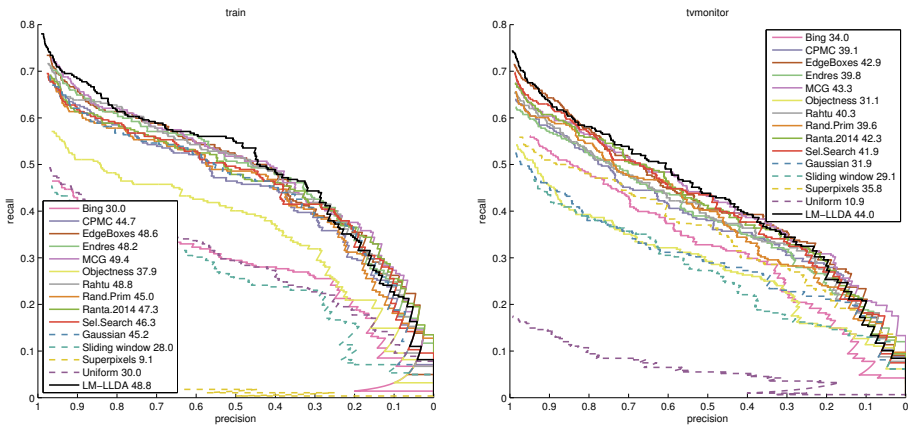 train
0.8
0.7
0.6
0.5
0.4
0.3
0.2
0.1
0
recall
Bing 30.0
CPMC 44.7
EdgeBoxes 48.6
Endres 48.2
MCG 49.4
Objectness 37.9
Rahtu 48.8
Rand.Prim 45.0
Ranta.2014 47.3
Sel.Search 46.3
Gaussian 45.2
Sliding window 28.0
Superpixels 9.1
Uniform 30.0
LM−LLDA 48.8
1 0.9 0.8 0.7 0.6 0.5 0.4 0.3 0.2 0.1 0
precision
tvmonitor
0.8
0.7
0.6
0.5
0.4
0.3
0.2
0.1
0
recall
Bing 34.0
CPMC 39.1
EdgeBoxes 42.9
Endres 39.8
MCG 43.3
Objectness 31.1
Rahtu 40.3
Rand.Prim 39.6
Ranta.2014 42.3
Sel.Search 41.9
Gaussian 31.9
Sliding window 29.1
Superpixels 35.8
Uniform 10.9
LM−LLDA 44.0
1 0.9 0.8 0.7 0.6 0.5 0.4 0.3 0.2 0.1 0
precision